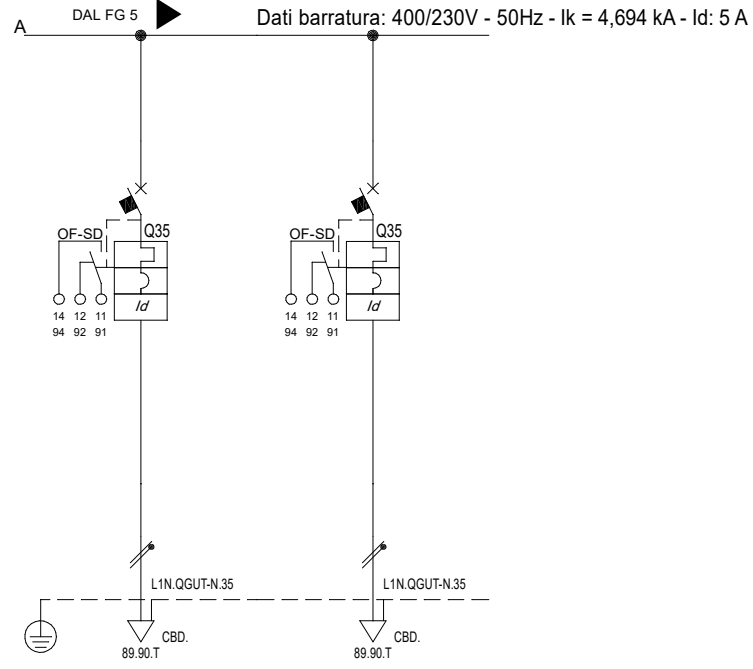 DAL FG 5
Dati barratura: 400/230V - 50Hz - Ik = 4,694 kA - Id: 5 A
A
OF-SD
Q35
Id
14 12 11
94 92 91
OF-SD
Q35
Id
14 12 11
94 92 91
L1N.QGUT-N.35
L1N.QGUT-N.35
CBD.
89.90.T
CBD.
89.90.T